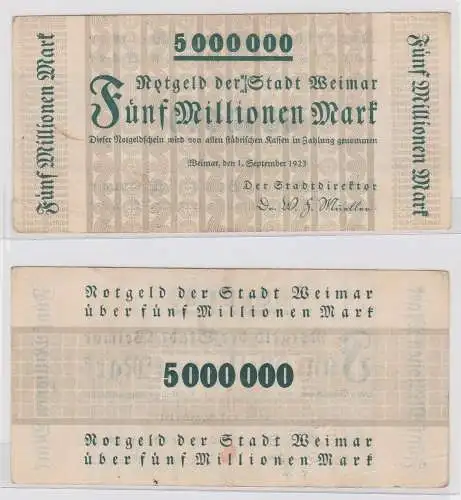 5000000
Notgeld der Stadt Weimar
Fünf Millionen Mark
Dieser Notgeldschein wird von allen städtischen Kassen in Zahlung genommen
Weimar, den 1. September 1923
Der Stadtdirektor
Dr. W. F. Mueller
Fünf Millionen Mark
Fünf Millionen Mark
Notgeld der Stadt Weimar
über fünf Millionen Mark
5000000
Notgeld der Stadt Weimar
über fünf Millionen Mark